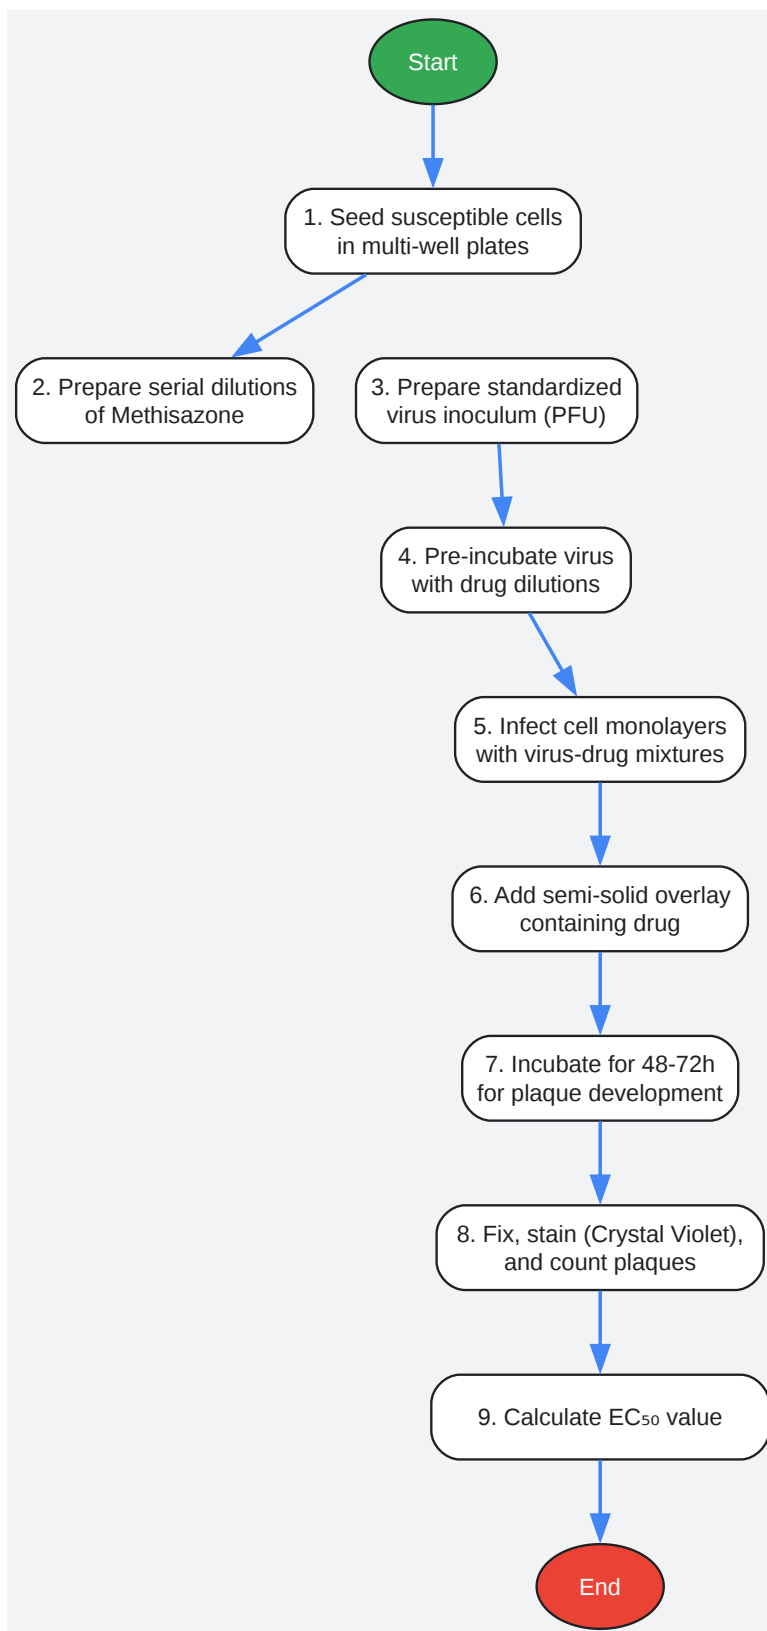 Start
1. Seed susceptible cells
in multi-well plates
2. Prepare serial dilutions
of Methisazone
3. Prepare standardized
virus inoculum (PFU)
4. Pre-incubate virus
with drug dilutions
5. Infect cell monolayers
with virus-drug mixtures
6. Add semi-solid overlay
containing drug
7. Incubate for 48-72h
for plaque development
8. Fix, stain (Crystal Violet),
and count plaques
9. Calculate EC₅₀ value
End